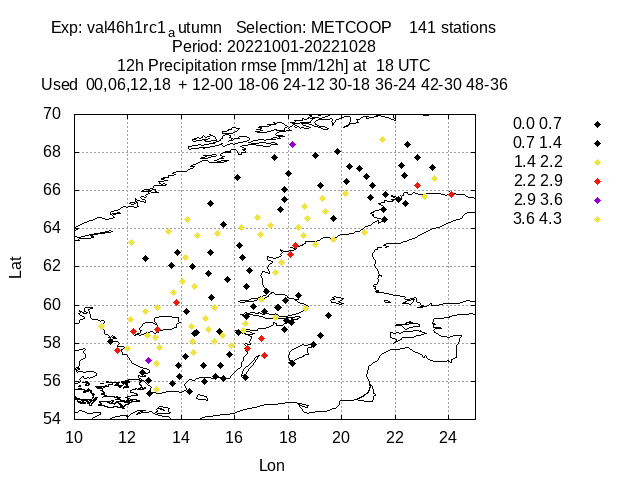 Exp: val46h1rc1a utumn Selection: METCOOP 141 stations
Period: 20221001-20221028
12h Precipitation rmse [mm/12h] at 18 UTC
Used 00,06,12,18 + 12-00 18-06 24-12 30-18 36-24 42-30 48-36
70
68
66
64
62
60
58
56
54
Lat
10 12 14 16 18 20 22 24
Lon
0.0 0.7
0.7 1.4
1.4 2.2
2.2 2.9
2.9 3.6
3.6 4.3